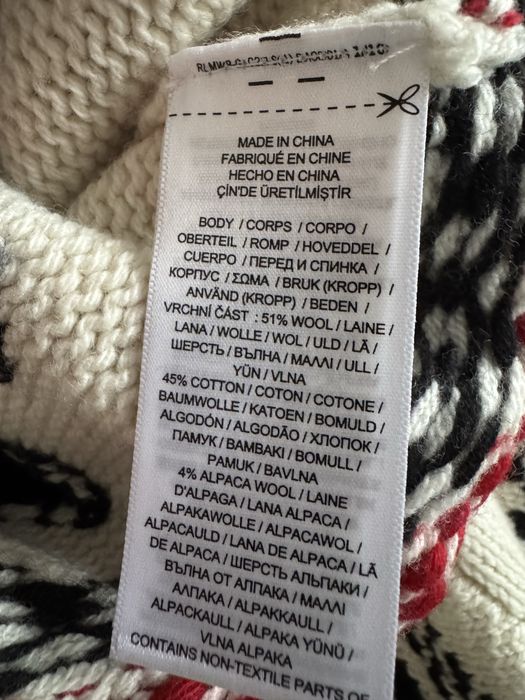 MADE IN CHINA
FABRIQUÉ EN CHINE
HECHO EN CHINA
ÇIN'DE ÜRETILMIŞTIR
BODY / CORPS / CORPO /
OBERTEIL / ROMP / HOVEDDEL /
CUERPO / ПЕРЕД И СПИНКА /
КОРПУС / ΣΩΜΑ / BRUK (KROPP) /
ANVÄND (KROPP) / BEDEN /
VRCHNÍ ČÁST : 51% WOOL / LAINE /
LANA / WOLLE / WOL / ULD / LÃ /
ШЕРСТЬ / ВЪЛНА / ΜΑΛΛΙ / ULL /
YÜN / VLNA
45% COTTON / COTON / COTONE /
BAUMWOLLE / KATOEN / BOMULD /
ALGODÓN / ALGODÃO / ХЛОПОК /
ПАМУК / ΒΑΜΒΑΚΙ / BOMULL /
PAMUK / BAVLNA
4% ALPACA WOOL / LAINE
D'ALPAGA / LANA ALPACA /
ALPAKAWOLLE / ALPACAWOL /
ALPACAULD / LANA DE ALPACA / LÃ
DE ALPACA / ШЕРСТЬ АЛЬПАКИ /
ВЪЛНА ОТ АЛПАКА / ΜΑΛΛΙ
ΑΛΠΑΚΑ / ALPAKKAULL /
ALPACKAULL / ALPAKA YÜNÜ /
VLNA ALPAKA
CONTAINS NON-TEXTILE PARTS OF